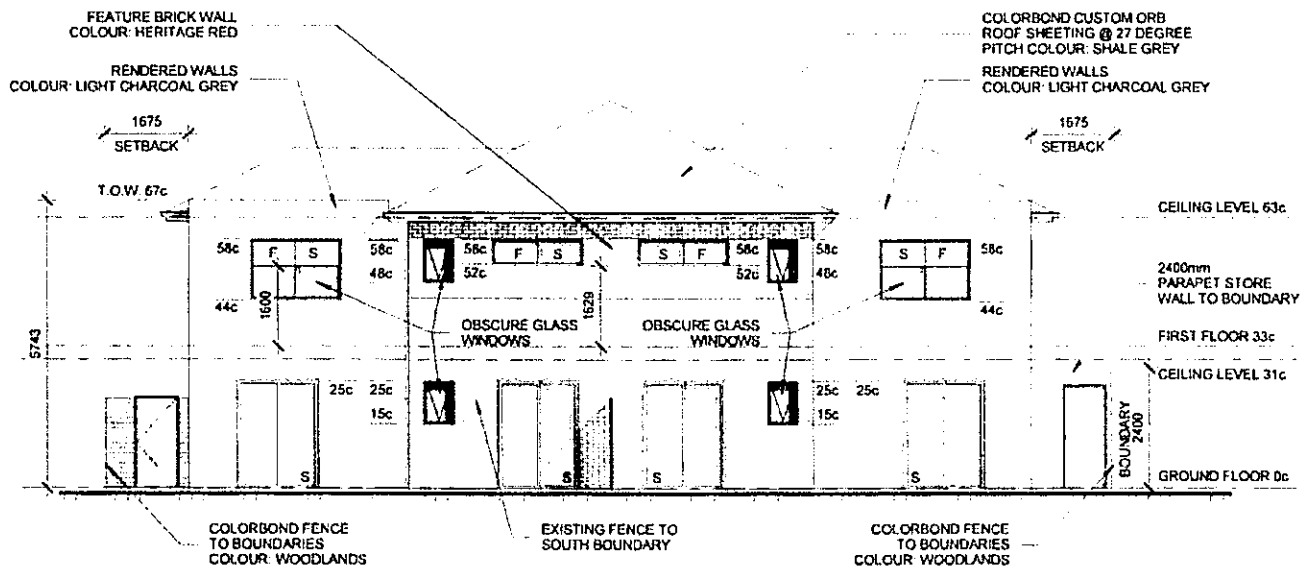 FEATURE BRICK WALL
COLOUR: HERITAGE RED
COLORBOND CUSTOM ORB
ROOF SHEETING @ 27 DEGREE
PITCH COLOUR: SHALE GREY
RENDERED WALLS
COLOUR: LIGHT CHARCOAL GREY
RENDERED WALLS
COLOUR: LIGHT CHARCOAL GREY
1675
SETBACK
1675
SETBACK
T.O.W. 67c
CEILING LEVEL 63c
58c F S 58c 58c F S S F 58c 58c S F 58c
48c 52c 52c 48c
44c 44c
1600
1629
5743
2400mm
PARAPET STORE
WALL TO BOUNDARY
OBSCURE GLASS
WINDOWS
OBSCURE GLASS
WINDOWS
FIRST FLOOR 33c
CEILING LEVEL 31c
25c 25c 25c 25c
15c 15c
BOUNDARY
2400
S S S S
GROUND FLOOR 0c
COLORBOND FENCE
TO BOUNDARIES
COLOUR: WOODLANDS
EXISTING FENCE TO
SOUTH BOUNDARY
COLORBOND FENCE
TO BOUNDARIES
COLOUR: WOODLANDS